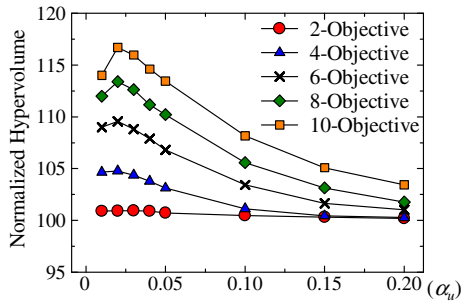 Normalized Hypervolume
120
115
110
105
100
95
0
0.05
0.10
0.15
0.20
(αu)
2-Objective
4-Objective
6-Objective
8-Objective
10-Objective